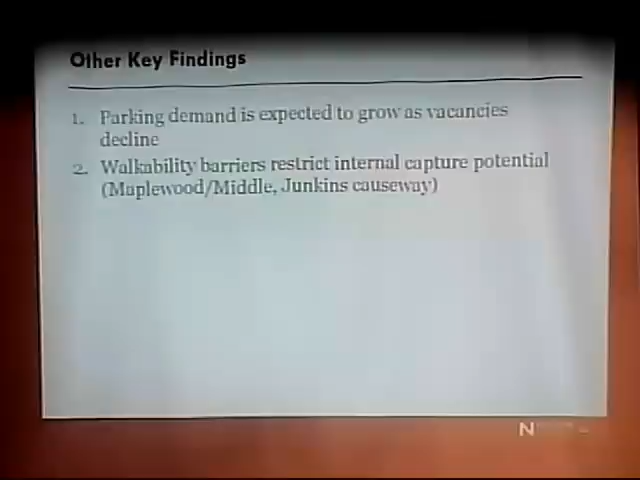 Other Key Findings
1. Parking demand is expected to grow as vacancies
decline
2. Walkability barriers restrict internal capture potential
(Maplewood/Middle, Junkins causeway)
N